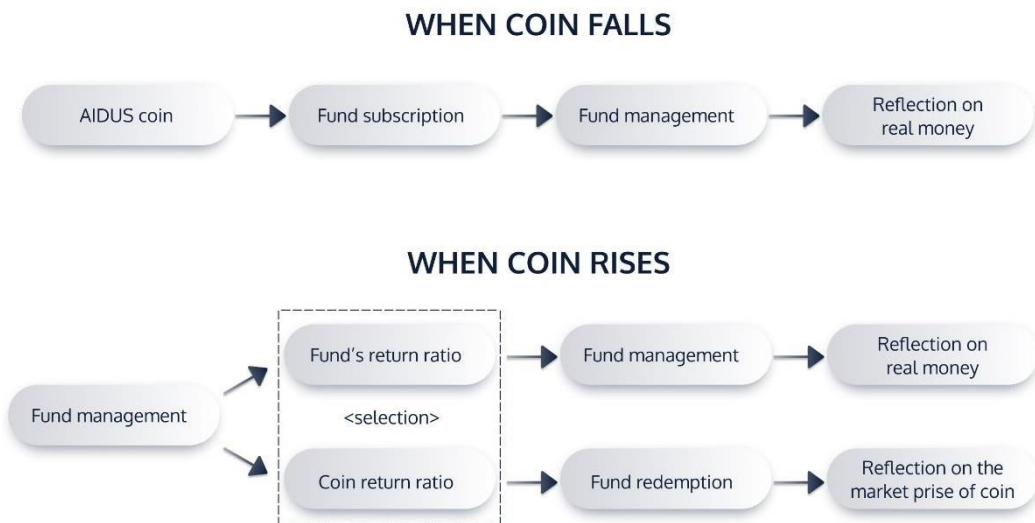 WHEN COIN FALLS
AIDUS coin
Fund subscription
Fund management
Reflection on
real money
WHEN COIN RISES
Fund management
Fund's return ratio
<selection>
Coin return ratio
Fund management
Fund redemption
Reflection on
real money
Reflection on the
market prise of coin